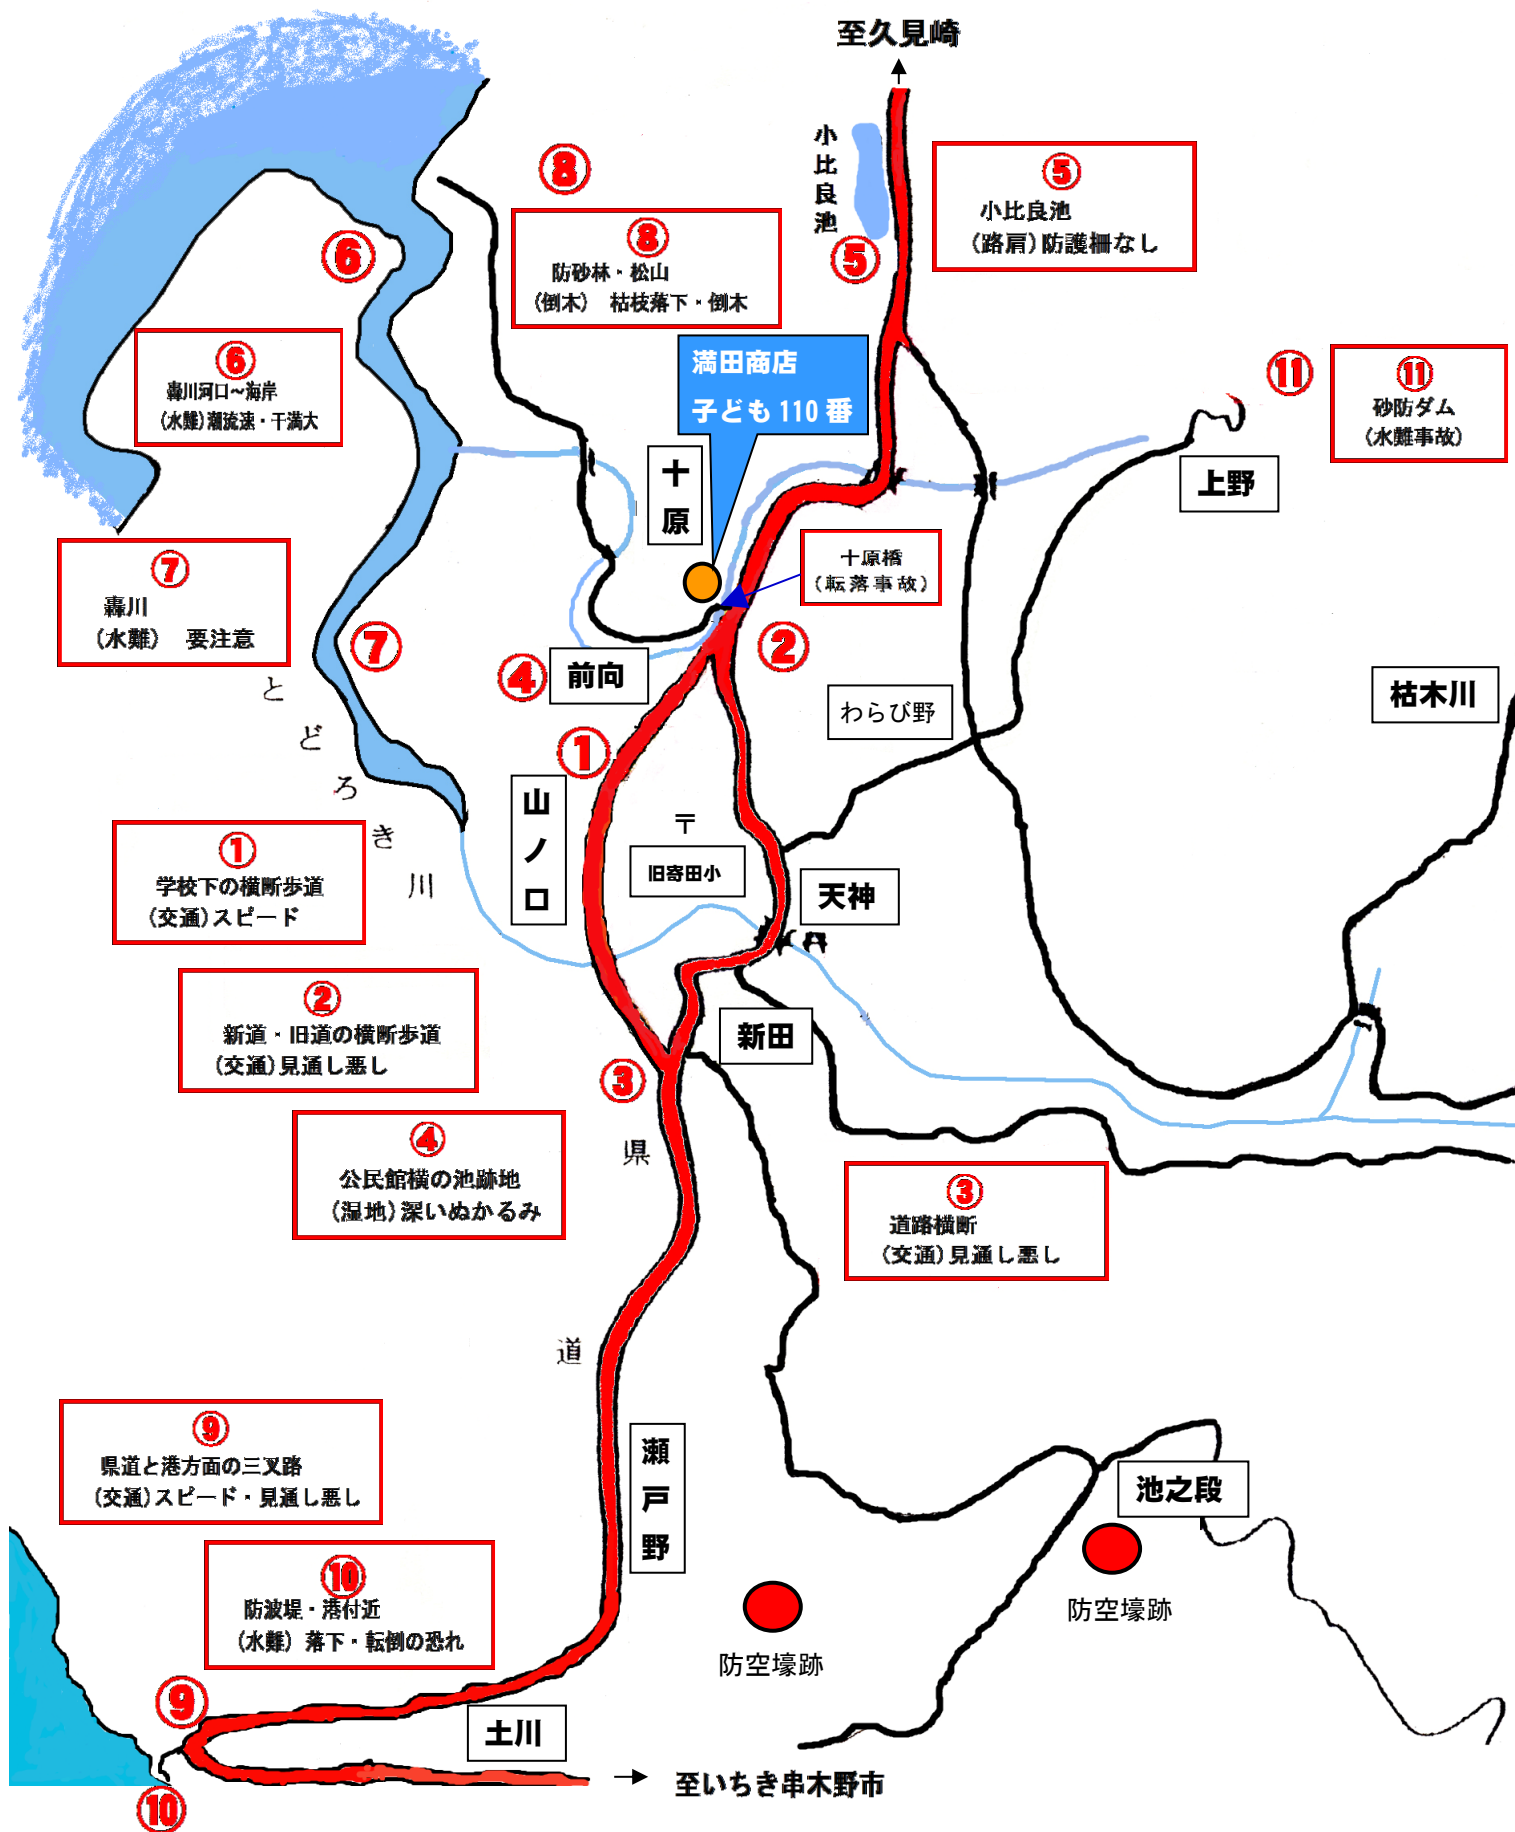 至久見崎
小比良池
⑤
小比良池
(路肩)防護柵なし
⑧
⑧
防砂林・松山
(倒木) 枯枝落下・倒木
⑤
⑥
⑥
轟川河口～海岸
(水難)潮流速・干満大
満田商店
子ども110番
⑪
⑪
砂防ダム
(水難事故)
上野
十原
十原橋
(転落事故)
⑦
轟川
(水難) 要注意
⑦
とどろき川
②
④
前向
わらび野
枯木川
①
山ノ口
〒
旧寄田小
天神
①
学校下の横断歩道
(交通)スピード
②
新道・旧道の横断歩道
(交通)見通し悪し
新田
③
④
公民館横の池跡地
(湿地)深いぬかるみ
県道
③
道路横断
(交通)見通し悪し
⑨
県道と港方面の三叉路
(交通)スピード・見通し悪し
瀬戸野
池之段
防空壕跡
防空壕跡
⑩
防波堤・港付近
(水難) 落下・転倒の恐れ
⑨
土川
⑩
至いちき串木野市